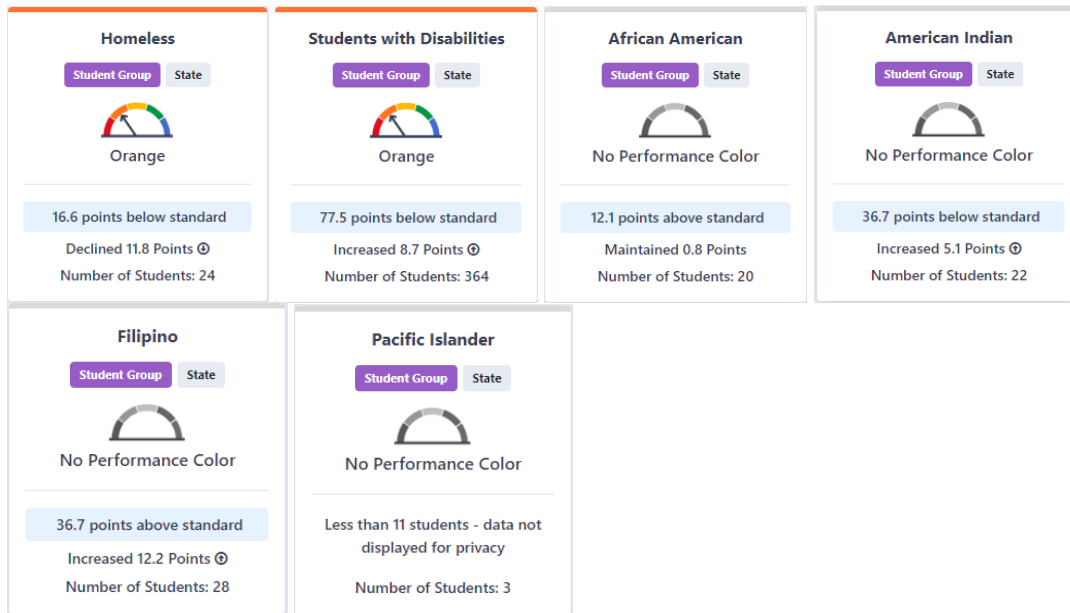 Homeless
Student Group State
Orange
16.6 points below standard
Declined 11.8 Points
Number of Students: 24
Students with Disabilities
Student Group State
Orange
77.5 points below standard
Increased 8.7 Points
Number of Students: 364
African American
Student Group State
No Performance Color
12.1 points above standard
Maintained 0.8 Points
Number of Students: 20
American Indian
Student Group State
No Performance Color
36.7 points below standard
Increased 5.1 Points
Number of Students: 22
Filipino
Student Group State
No Performance Color
36.7 points above standard
Increased 12.2 Points
Number of Students: 28
Pacific Islander
Student Group State
No Performance Color
Less than 11 students - data not
displayed for privacy
Number of Students: 3